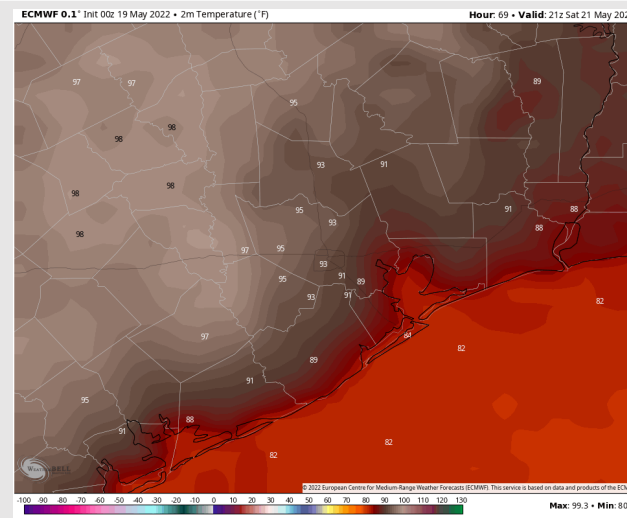 ECMWF 0.1° Init 00z 19 May 2022 • 2m Temperature (°F)
Hour: 69 • Valid: 21z Sat 21 May 202
97 97 89
95
98
98
93 91
98 98
95 91 88
93
98 88
97 95
93
91
95 89
93 91
82
97 84
82
89
91
95
88
91
82
82
WEATHERBELL
© 2022 European Centre for Medium-Range Weather Forecasts (ECMWF). This service is based on data and products of the ECM
-100 -90 -80 -70 -60 -50 -40 -30 -20 -10 0 10 20 30 40 50 60 70 80 90 100 110 120 130
Max: 99.3 • Min: 80